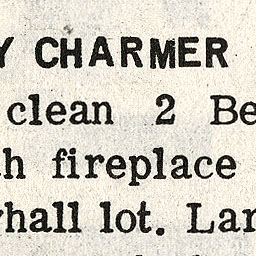 Y CHARMER
clean 2 Be
h fireplace
hall lot. Lar